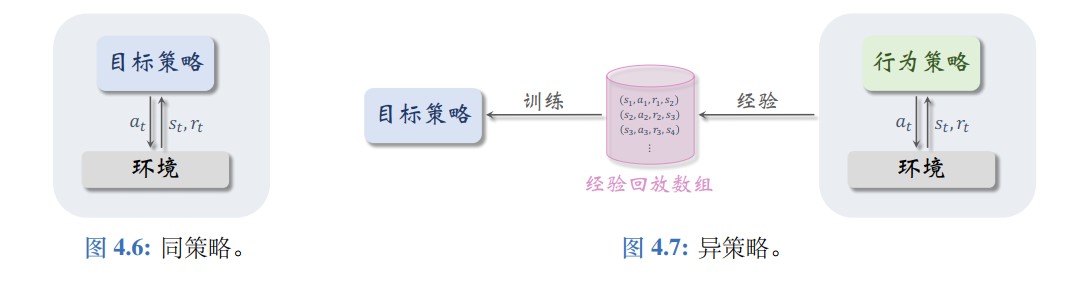 目标策略
a_t
s_t, r_t
环境
图 4.6: 同策略。
目标策略
训练
(s_1, a_1, r_1, s_2)
(s_2, a_2, r_2, s_3)
(s_3, a_3, r_3, s_4)
⋮
经验回放数组
经验
行为策略
a_t
s_t, r_t
环境
图 4.7: 异策略。